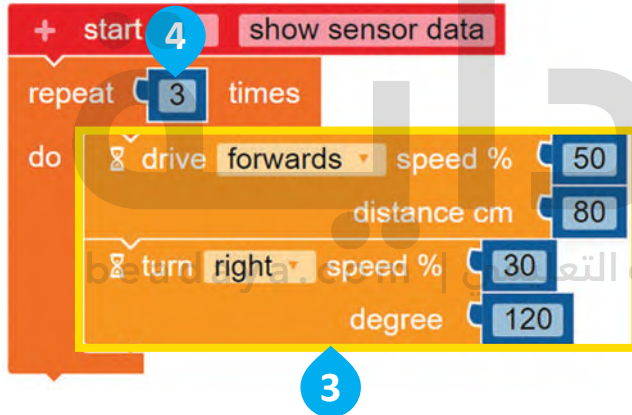 + start show sensor data
4
repeat 3 times
do drive forwards speed % 50
distance cm 80
turn right speed % 30
beadaya.com | التعليمي
degree 120
3